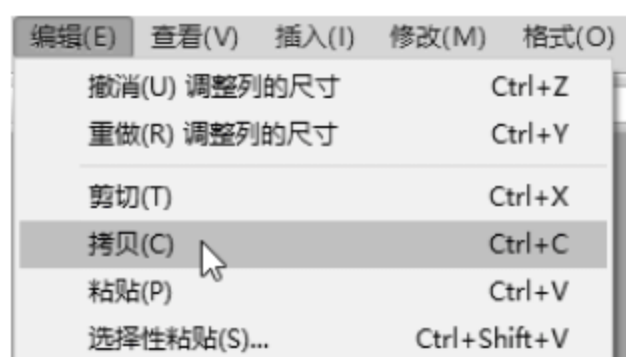 编辑(E) 查看(V) 插入(I) 修改(M) 格式(O)
撤消(U) 调整列的尺寸 Ctrl+Z
重做(R) 调整列的尺寸 Ctrl+Y
剪切(T) Ctrl+X
拷贝(C) Ctrl+C
粘贴(P) Ctrl+V
选择性粘贴(S)... Ctrl+Shift+V